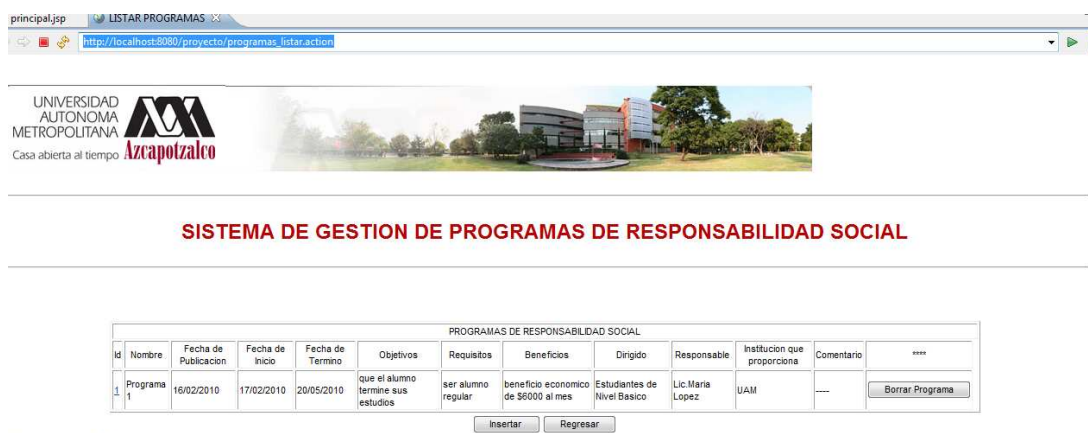 principal.jsp
LISTAR PROGRAMAS
http://localhost:8080/proyecto/programas_listar.action
UNIVERSIDAD
AUTONOMA
METROPOLITANA
Casa abierta al tiempo Azcapotzalco
SISTEMA DE GESTION DE PROGRAMAS DE RESPONSABILIDAD SOCIAL
PROGRAMAS DE RESPONSABILIDAD SOCIAL
Id Nombre Fecha de Publicacion Fecha de Inicio Fecha de Termino Objetivos Requisitos Beneficios Dirigido Responsable Institucion que proporciona Comentario ****
1 Programa 1 16/02/2010 17/02/2010 20/05/2010 que el alumno termine sus estudios ser alumno regular beneficio economico de $6000 al mes Estudiantes de Nivel Basico Lic.Maria Lopez UAM ---- Borrar Programa
Insertar Regresar